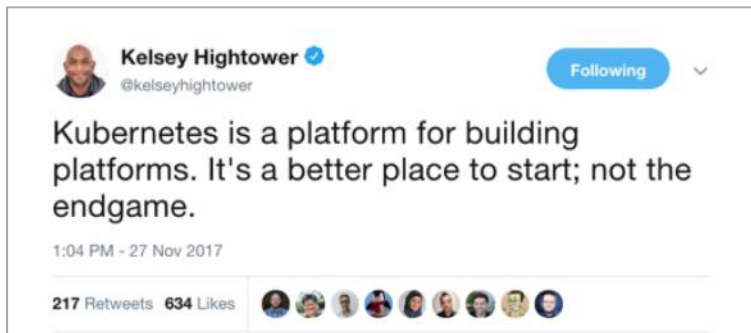 Kelsey Hightower
@kelseyhightower
Following
Kubernetes is a platform for building
platforms. It's a better place to start; not the
endgame.
1:04 PM - 27 Nov 2017
217 Retweets 634 Likes